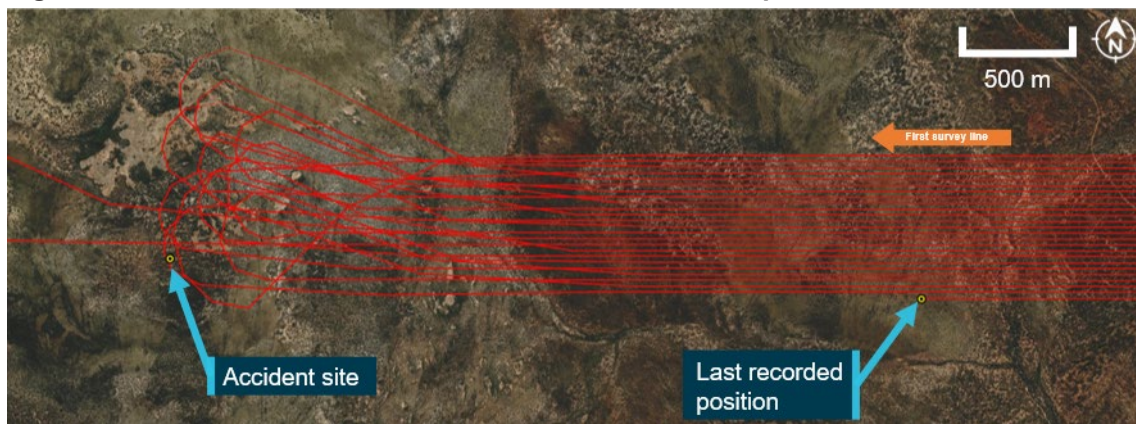 N
500 m
First survey line
Accident site
Last recorded
position